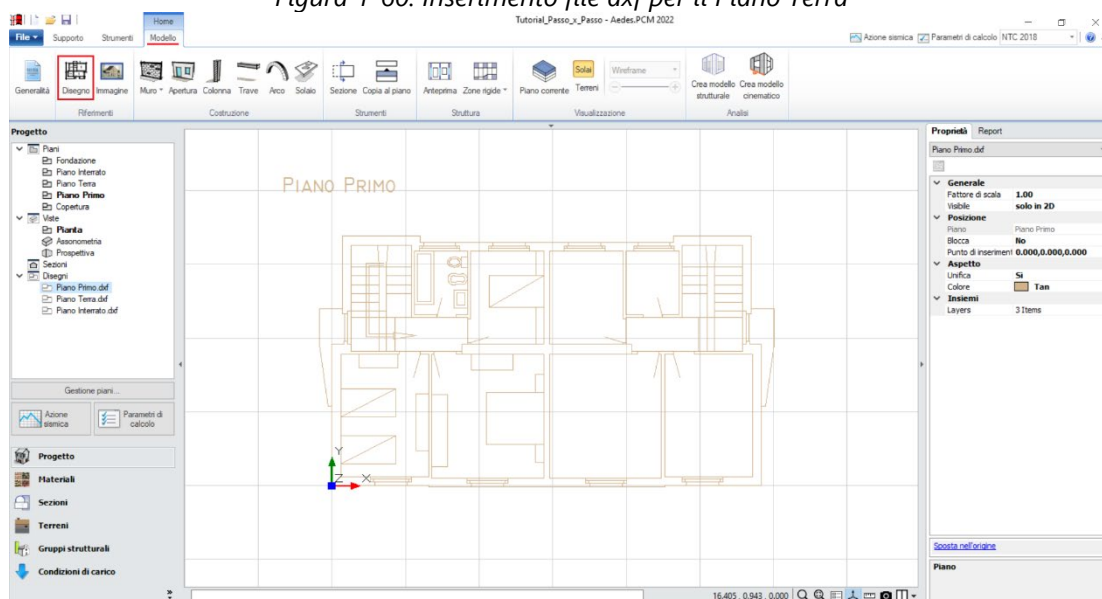 Figura 1-60. Inserimento file dxf per il Piano Terra
Tutorial_Passo_x_Passo - Aedes.PCM 2022
Home
File
Supporto
Strumenti
Modello
Azione sismica
Parametri di calcolo
NTC 2018
Generalità
Disegno
Immagine
Muro
Apertura
Colonna
Trave
Arco
Solaio
Sezione
Copia al piano
Anteprima
Zone rigide
Piano corrente
Solai
Terreni
Wireframe
Crea modello strutturale
Crea modello cinematico
Riferimenti
Costruzione
Strumenti
Struttura
Visualizzazione
Analisi
Progetto
Piani
Fondazione
Piano Interrato
Piano Terra
Piano Primo
Copertura
Viste
Pianta
Assonometria
Prospettiva
Sezioni
Disegni
Piano Primo.dxf
Piano Terra.dxf
Piano Interrato.dxf
Gestione piani...
Azione sismica
Parametri di calcolo
Progetto
Materiali
Sezioni
Terreni
Gruppi strutturali
Condizioni di carico
PIANO PRIMO
Y
Z X
16.405 , 0.943 , 0.000
Proprietà Report
Piano Primo.dxf
Generale
Fattore di scala 1.00
Visibile solo in 2D
Posizione
Piano Piano Primo
Blocca No
Punto di inseriment 0.000,0.000,0.000
Aspetto
Unifica Sì
Colore Tan
Insiemi
Layers 3 Items
Sposta nell'origine
Piano